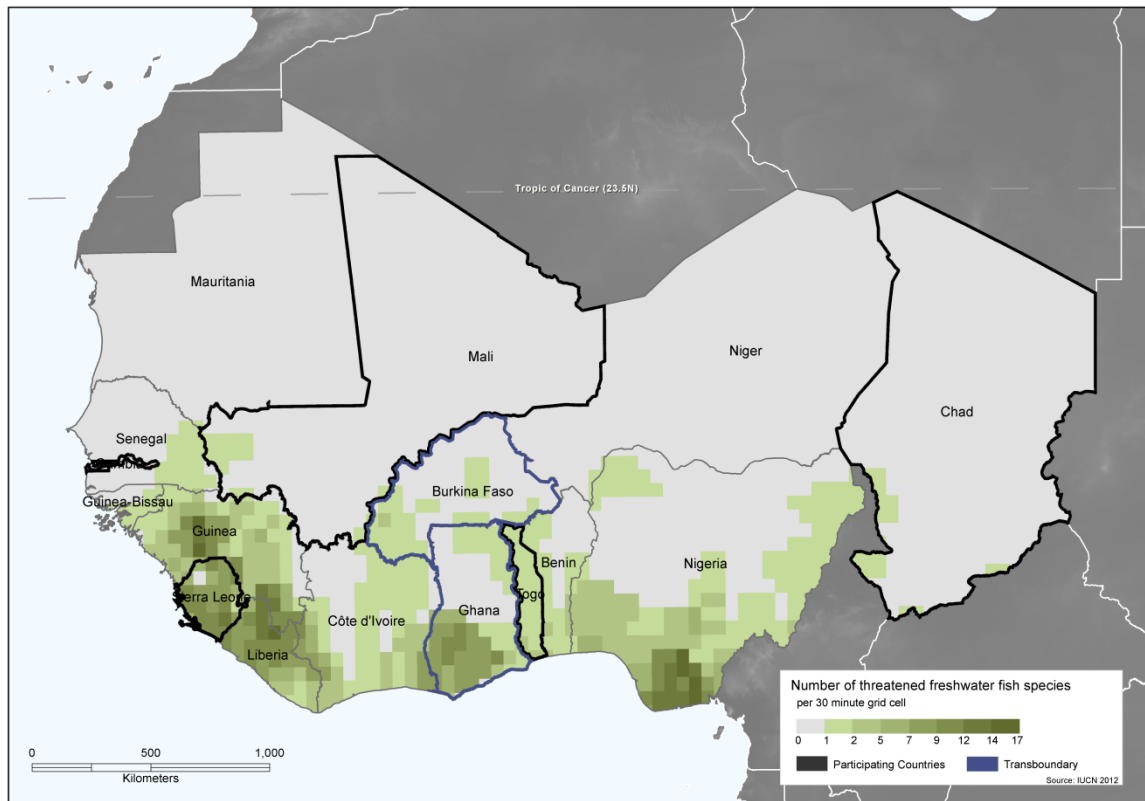 Tropic of Cancer (23.5N)
Mauritania
Mali
Niger
Chad
Senegal
Gambia
Guinea-Bissau
Burkina Faso
Guinea
Benin
Nigeria
Sierra Leone
Togo
Ghana
Côte d'Ivoire
Liberia
Number of threatened freshwater fish species
per 30 minute grid cell
0 1 2 5 7 9 12 14 17
Participating Countries Transboundary
Source: IUCN 2012
0 500 1,000
Kilometers